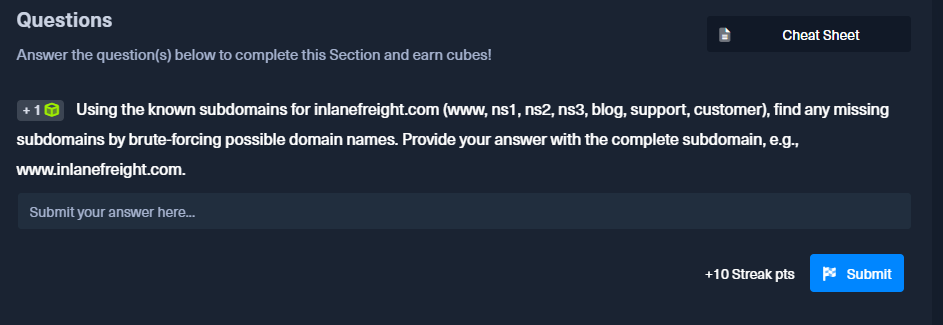 Questions
Cheat Sheet
Answer the question(s) below to complete this Section and earn cubes!
+ 1 Using the known subdomains for inlanefreight.com (www, ns1, ns2, ns3, blog, support, customer), find any missing
subdomains by brute-forcing possible domain names. Provide your answer with the complete subdomain, e.g.,
www.inlanefreight.com.
Submit your answer here...
+10 Streak pts
Submit